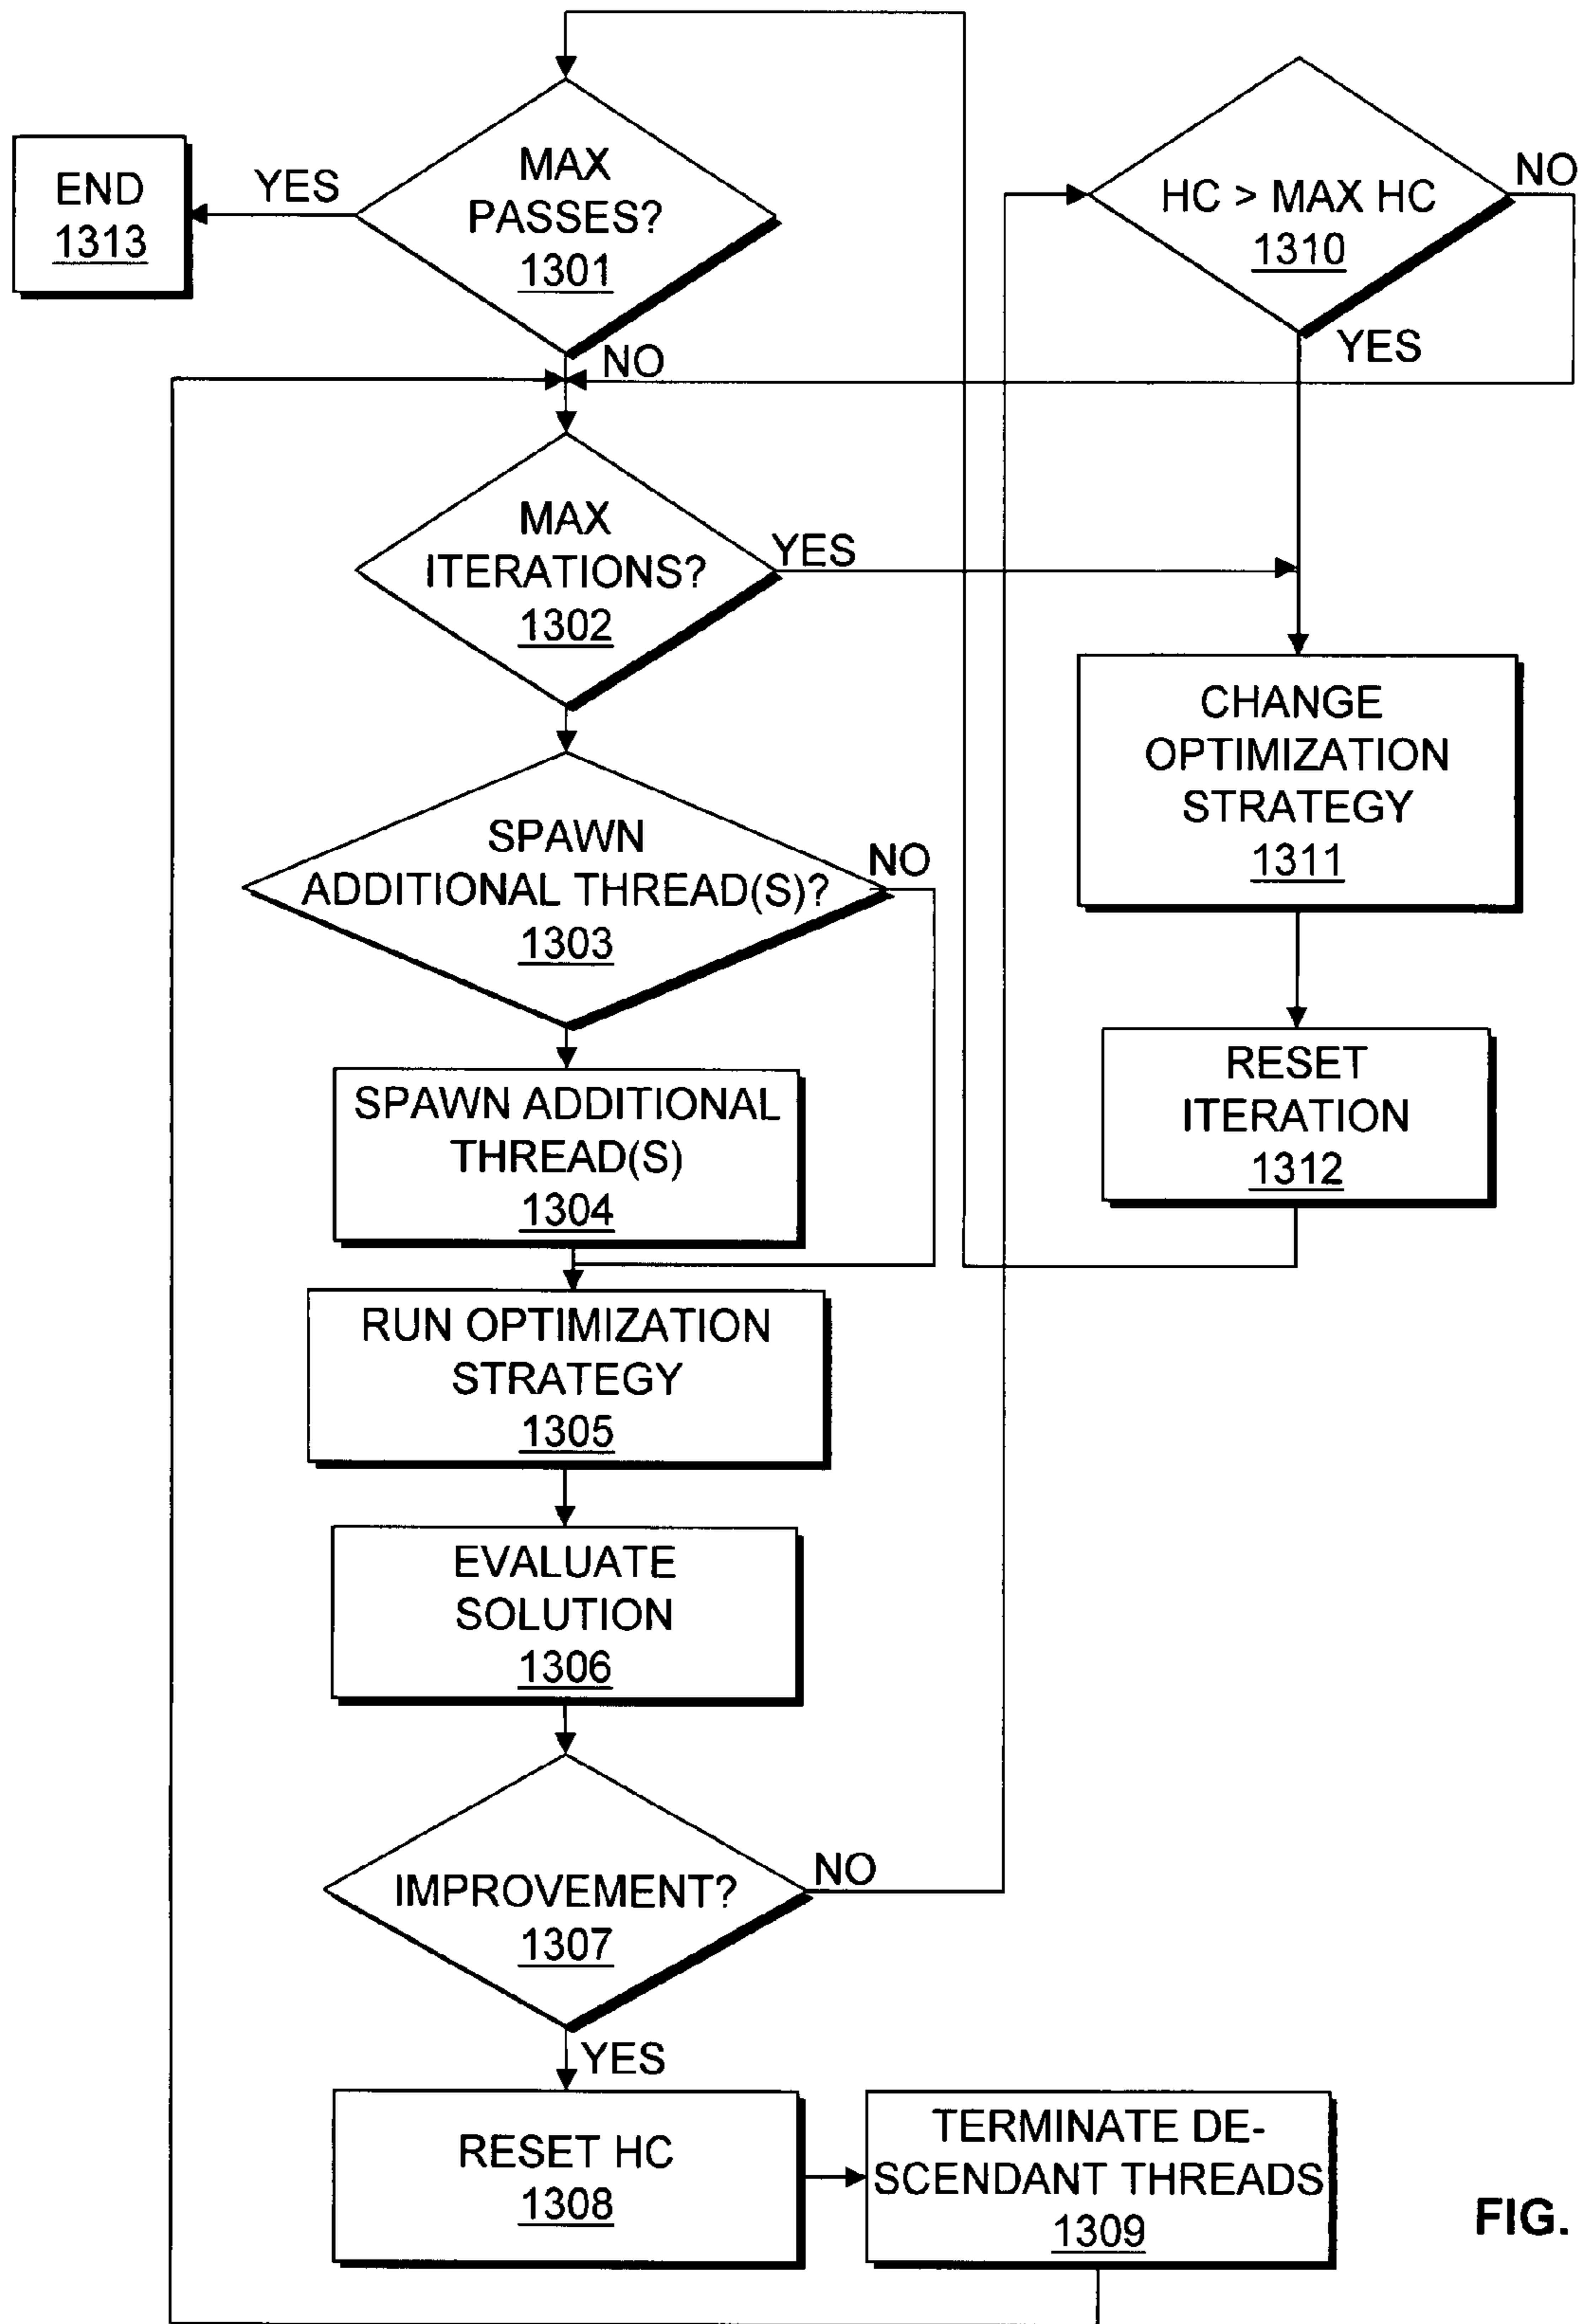 END
1313
YES
MAX
PASSES?
1301
NO
HC > MAX HC
1310
NO
YES
MAX
ITERATIONS?
1302
YES
SPAWN
ADDITIONAL THREAD(S)?
1303
NO
CHANGE
OPTIMIZATION
STRATEGY
1311
SPAWN ADDITIONAL
THREAD(S)
1304
RESET
ITERATION
1312
RUN OPTIMIZATION
STRATEGY
1305
EVALUATE
SOLUTION
1306
IMPROVEMENT?
1307
NO
YES
RESET HC
1308
TERMINATE DE-
SCENDANT THREADS
1309
FIG.